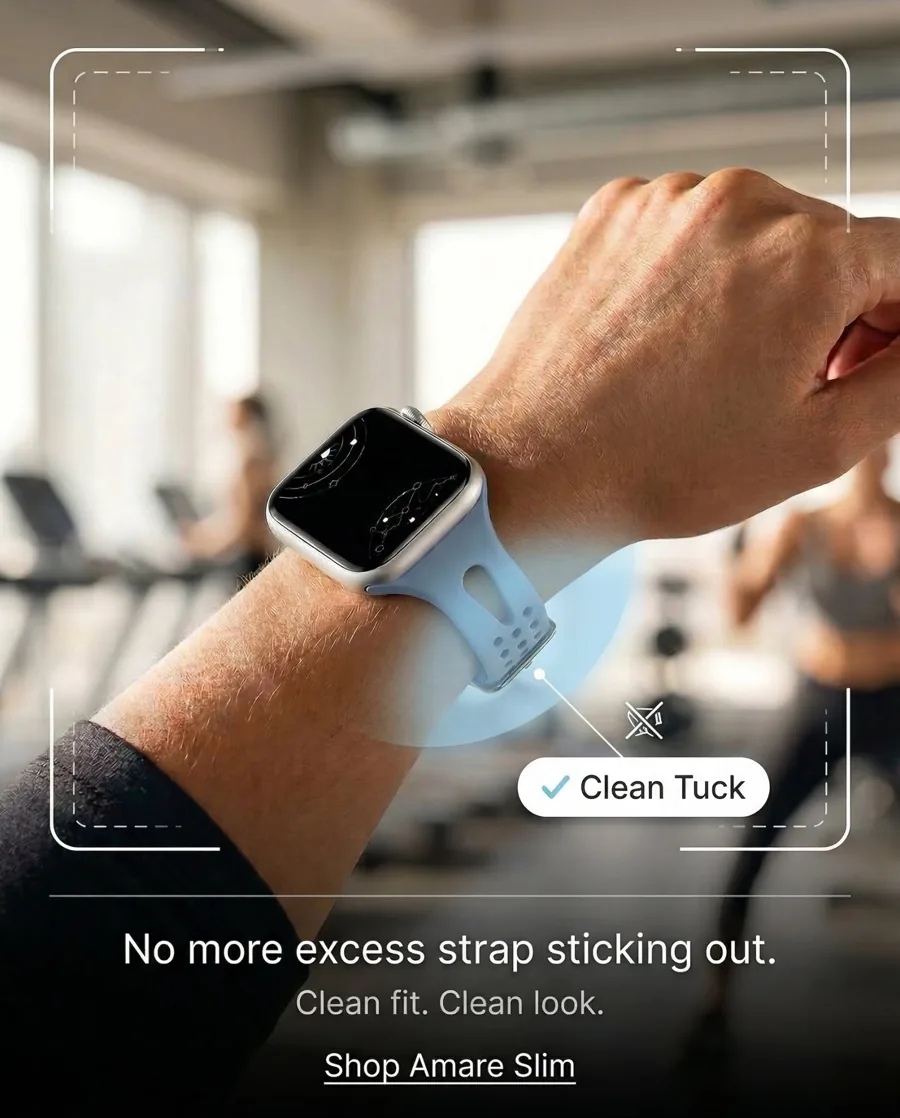 Clean Tuck
No more excess strap sticking out.
Clean fit. Clean look.
Shop Amare Slim